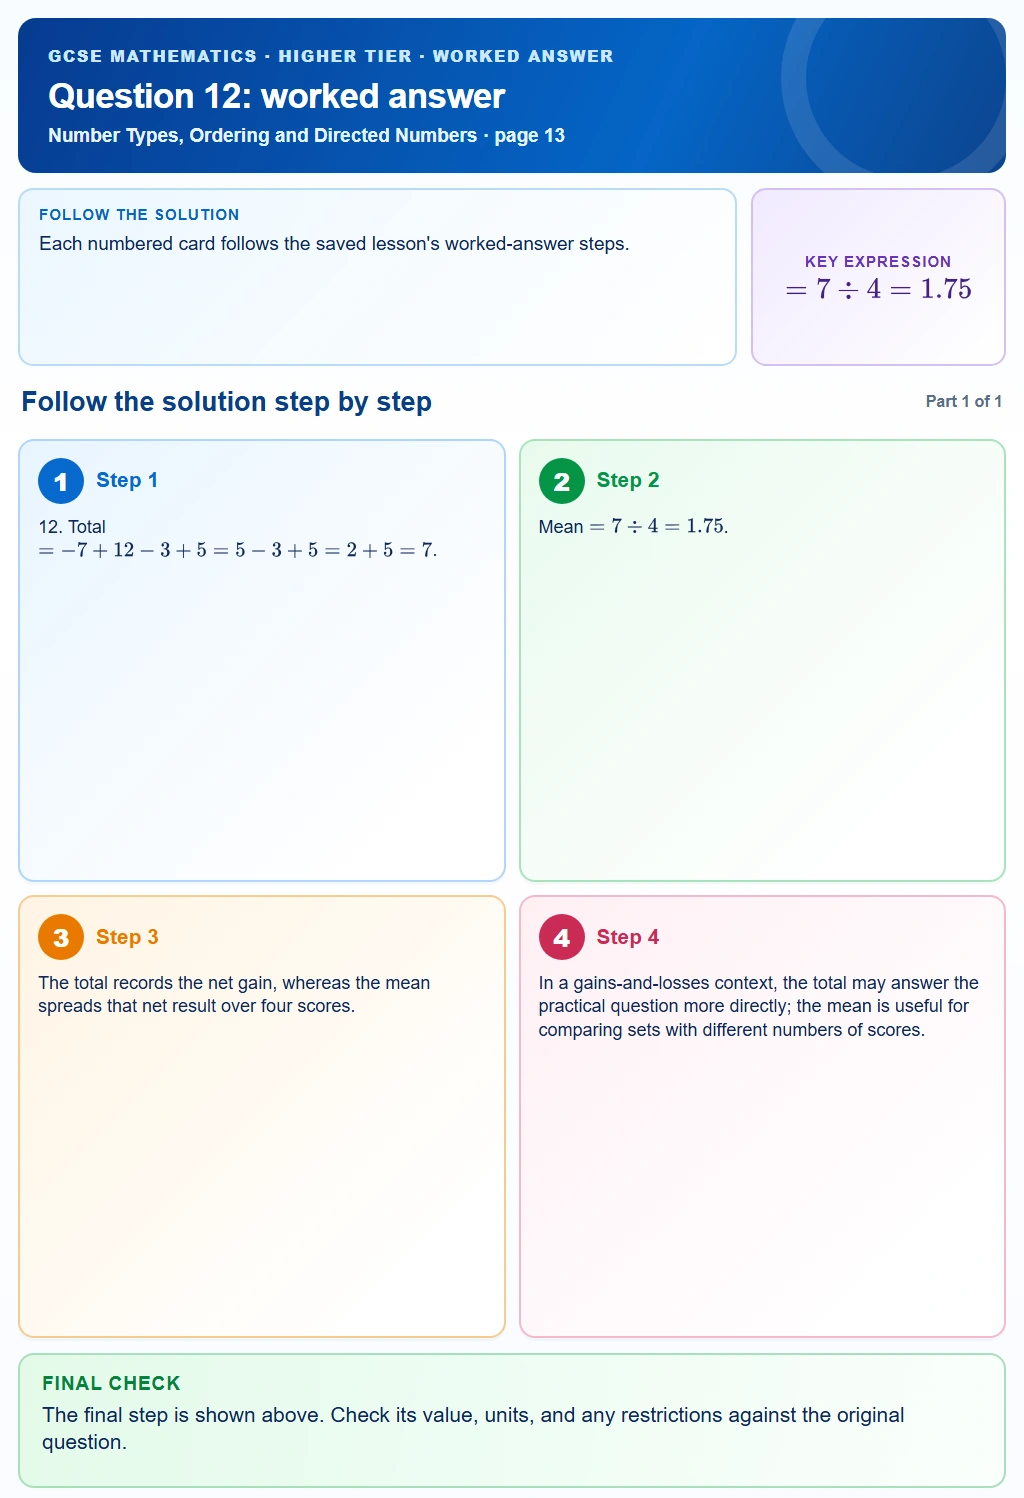 GCSE MATHEMATICS · HIGHER TIER · WORKED ANSWER
Question 12: worked answer
Number Types, Ordering and Directed Numbers · page 13
FOLLOW THE SOLUTION
Each numbered card follows the saved lesson's worked-answer steps.
KEY EXPRESSION
= 7 ÷ 4 = 1.75
Follow the solution step by step
Part 1 of 1
1 Step 1
12. Total
= −7 + 12 − 3 + 5 = 5 − 3 + 5 = 2 + 5 = 7.
2 Step 2
Mean = 7 ÷ 4 = 1.75.
3 Step 3
The total records the net gain, whereas the mean
spreads that net result over four scores.
4 Step 4
In a gains-and-losses context, the total may answer the
practical question more directly; the mean is useful for
comparing sets with different numbers of scores.
FINAL CHECK
The final step is shown above. Check its value, units, and any restrictions against the original
question.